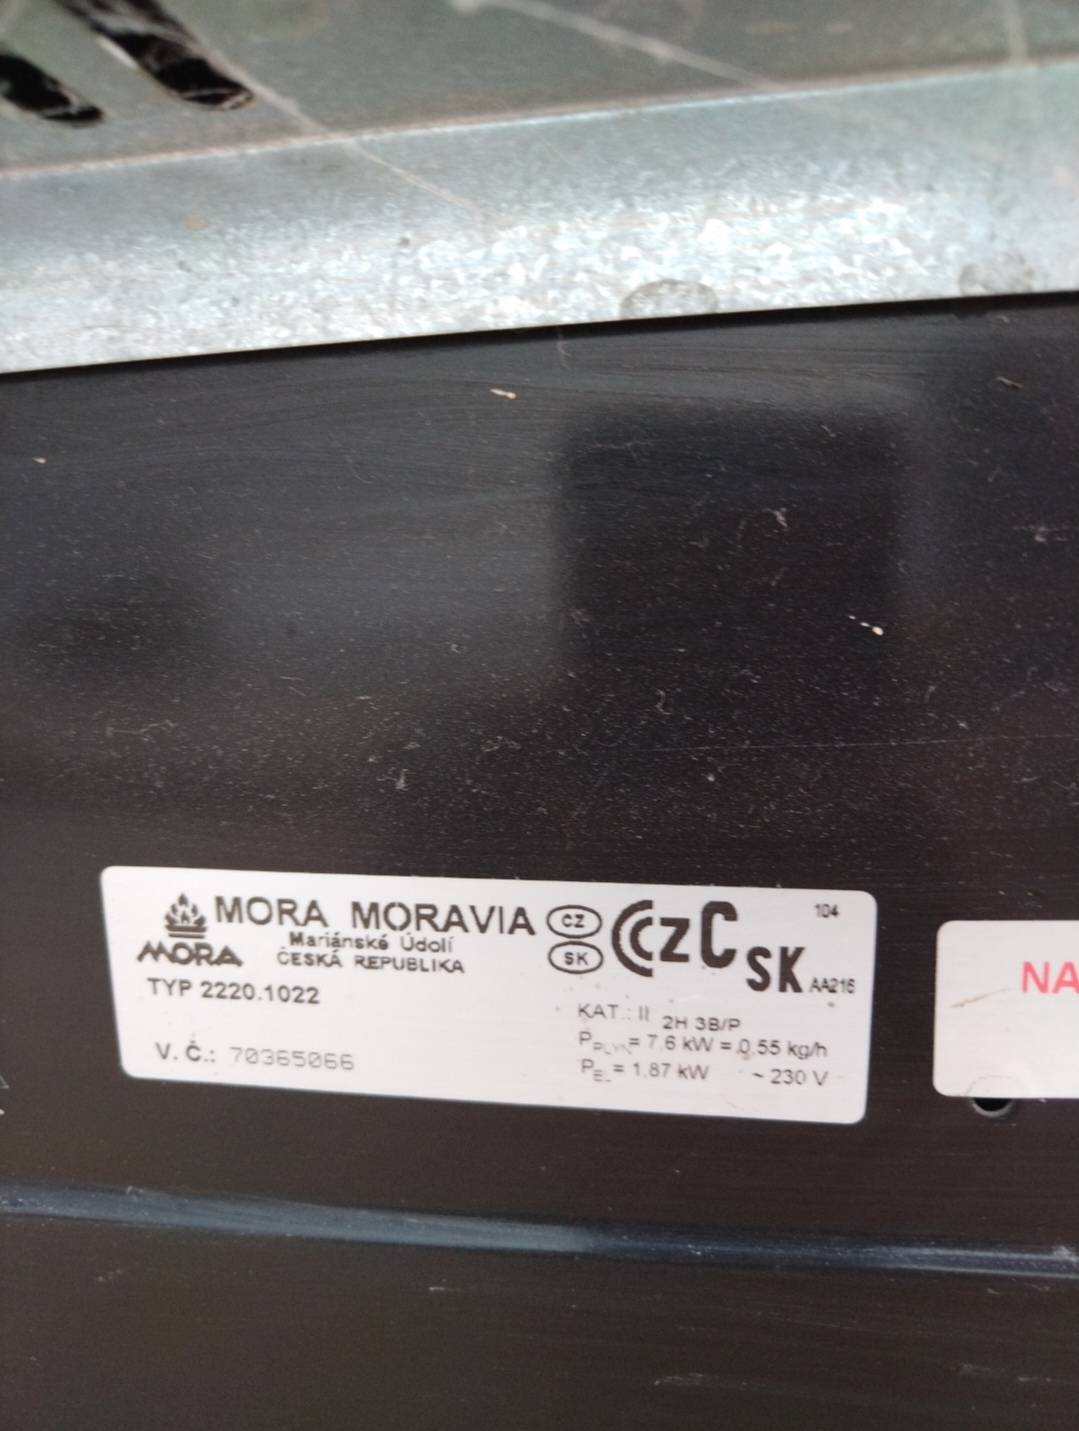 MORA MORAVIA CZ CZC 104
MORA Mariánské Údolí SK SK AA216
ČESKÁ REPUBLIKA
TYP 2220.1022
KAT.: II 2H 3B/P
PPLYN = 7,6 kW = 0,55 kg/h
V. Č.: 70365066
PEL = 1,87 kW ~ 230 V
NA